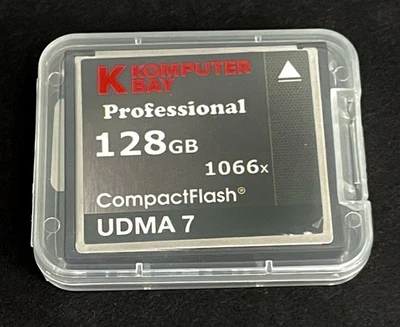 K KOMPUTER
BAY
Professional
128GB
1066x
CompactFlash®
UDMA 7